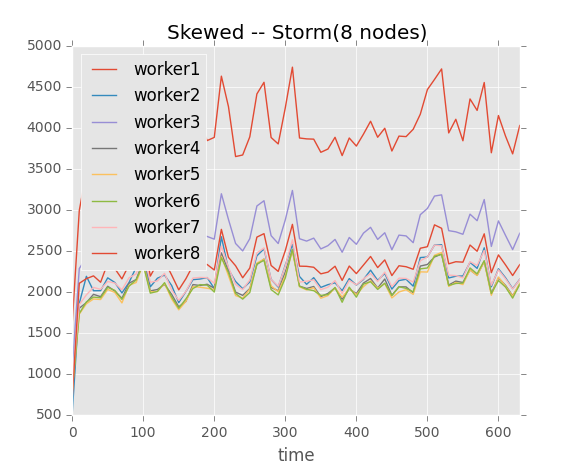 Skewed -- Storm(8 nodes)
5000
4500
4000
3500
3000
2500
2000
1500
1000
500
worker1
worker2
worker3
worker4
worker5
worker6
worker7
worker8
0 100 200 300 400 500 600
time